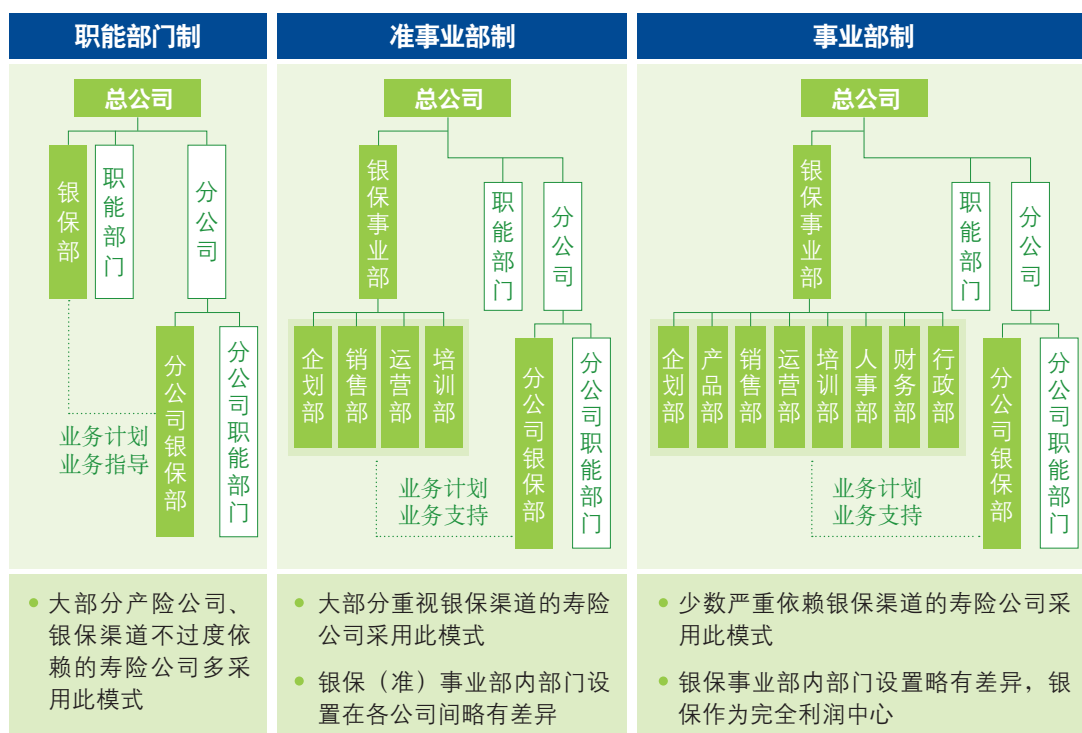 职能部门制
总公司
银保部
职能部门
分公司
分公司银保部
分公司职能部门
业务计划
业务指导
大部分产险公司、
银保渠道不过度依
赖的寿险公司多采
用此模式
准事业部制
总公司
银保事业部
职能部门
分公司
企划部
销售部
运营部
培训部
分公司银保部
分公司职能部门
业务计划
业务支持
大部分重视银保渠道的寿险
公司采用此模式
银保（准）事业部内部门设
置在各公司间略有差异
事业部制
总公司
银保事业部
职能部门
分公司
企划部
产品部
销售部
运营部
培训部
人事部
财务部
行政部
分公司银保部
分公司职能部门
业务计划
业务支持
少数严重依赖银保渠道的寿险公司采
用此模式
银保事业部内部门设置略有差异，银
保作为完全利润中心